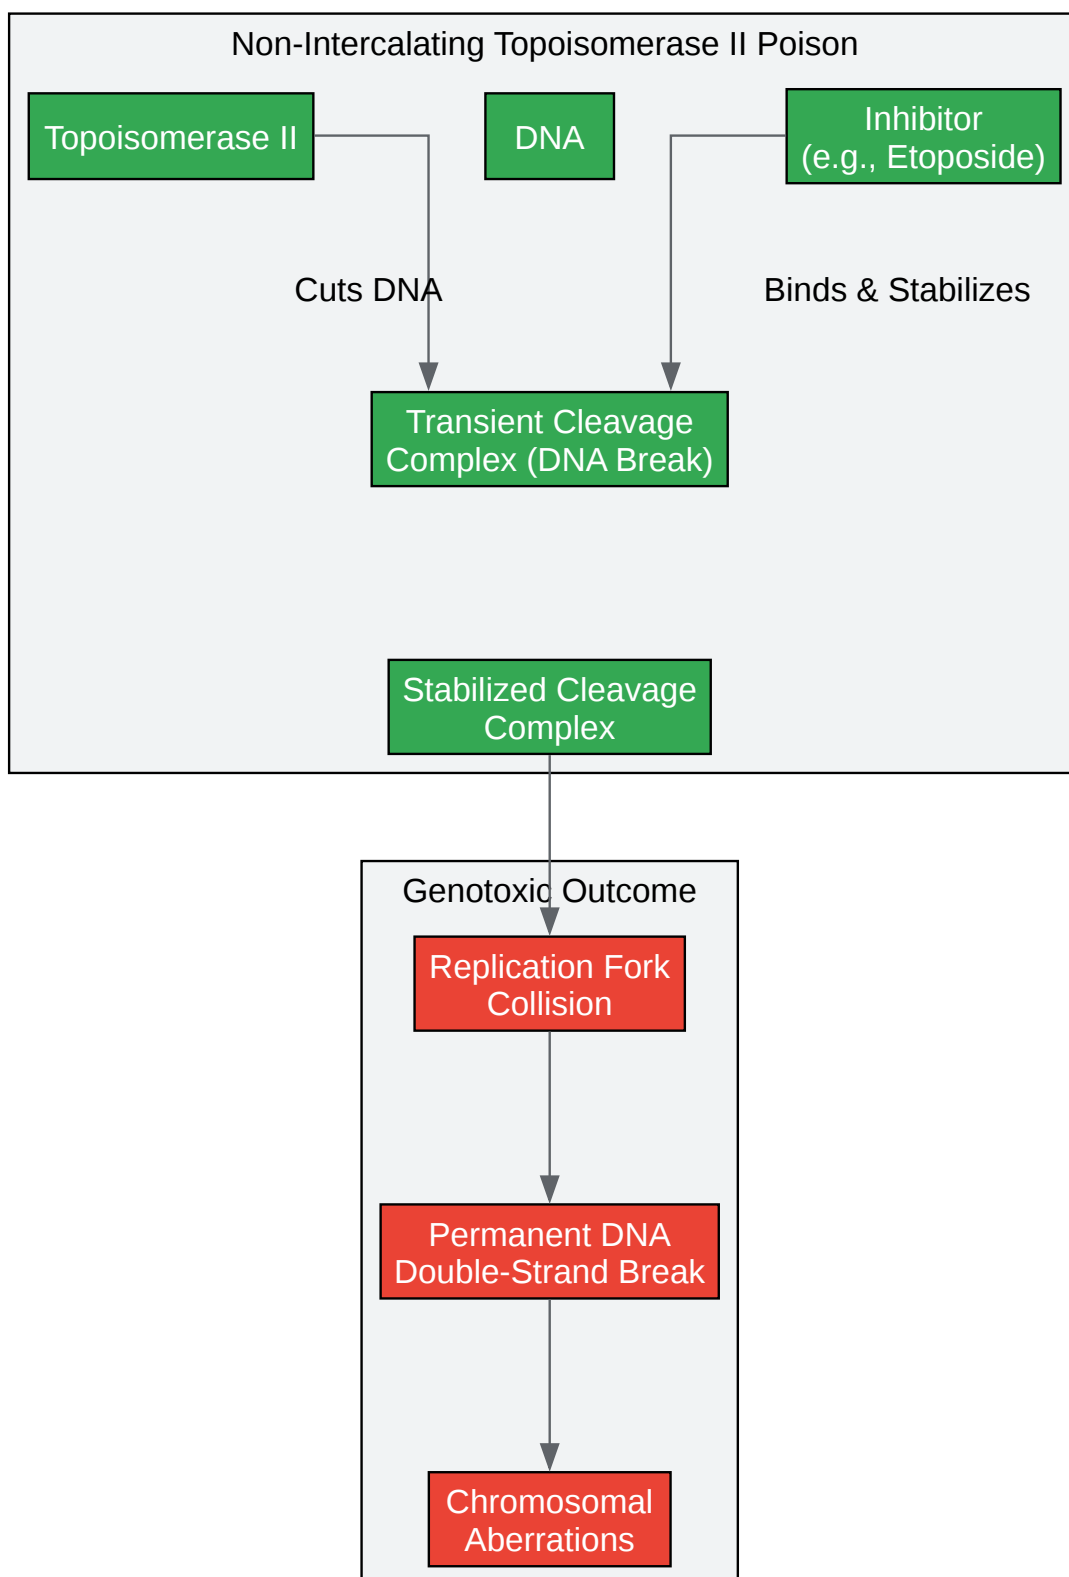 Non-Intercalating Topoisomerase II Poison
Topoisomerase II
DNA
Inhibitor
(e.g., Etoposide)
Cuts DNA
Binds & Stabilizes
Transient Cleavage
Complex (DNA Break)
Stabilized Cleavage
Complex
Genotoxic Outcome
Replication Fork
Collision
Permanent DNA
Double-Strand Break
Chromosomal
Aberrations